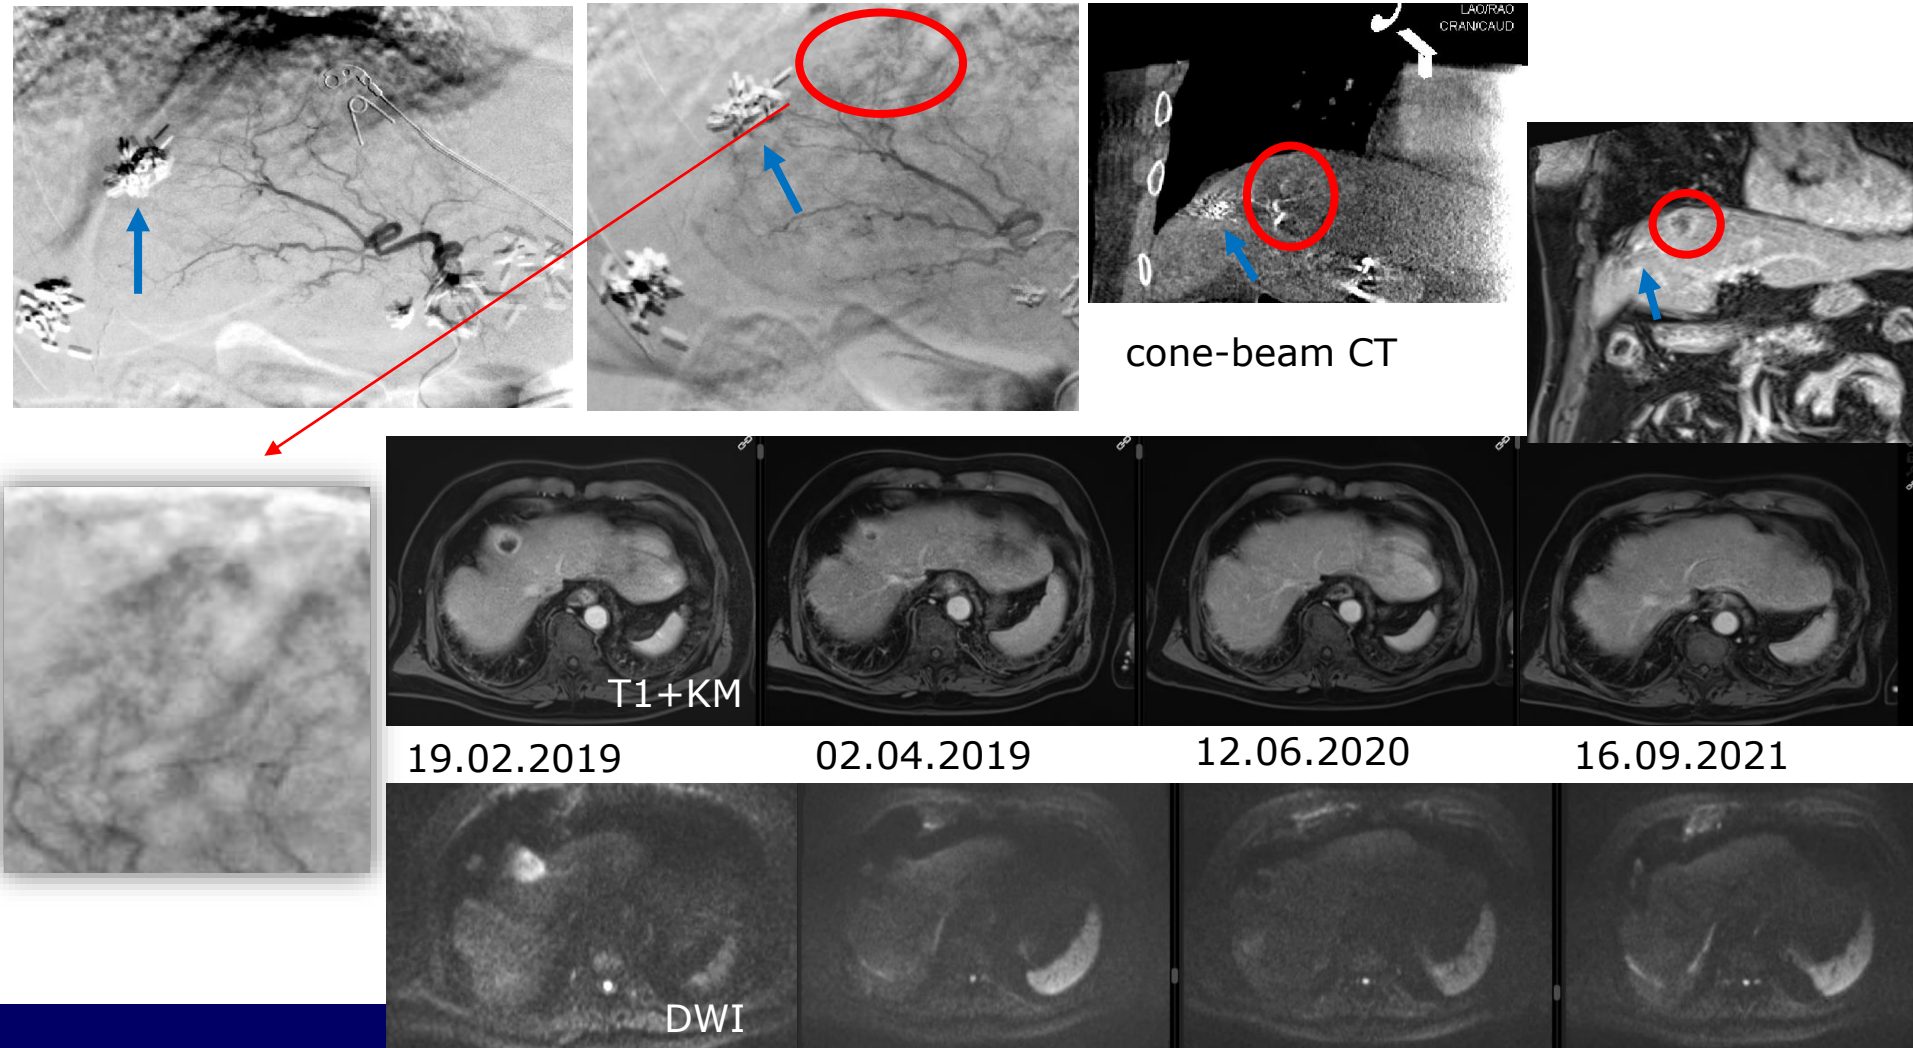 LAO/RAO
CRAN/CAUD
cone-beam CT
T1+KM
19.02.2019
02.04.2019
12.06.2020
16.09.2021
DWI